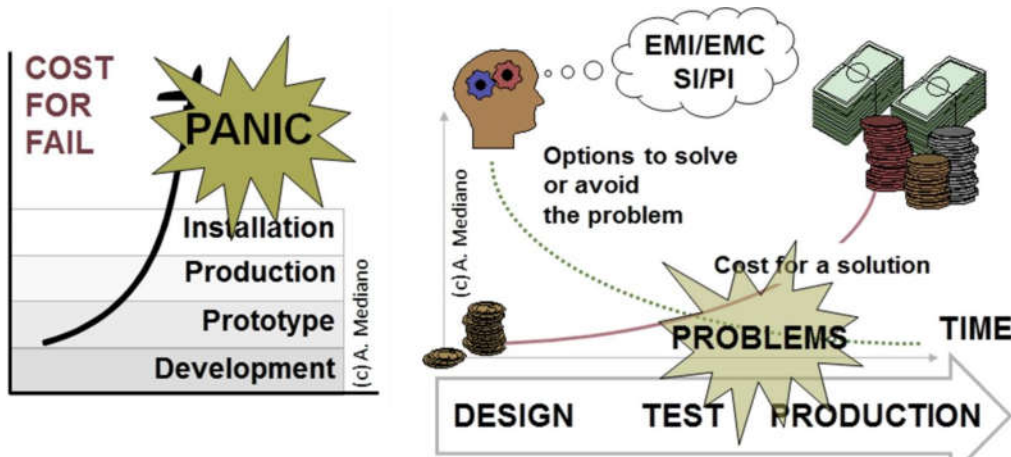 COST
FOR
FAIL
PANIC
Installation
Production
Prototype
Development
(c) A. Mediano
EMI/EMC
SI/PI
Options to solve
or avoid
the problem
(c) A. Mediano
Cost for a solution
PROBLEMS
TIME
DESIGN TEST PRODUCTION